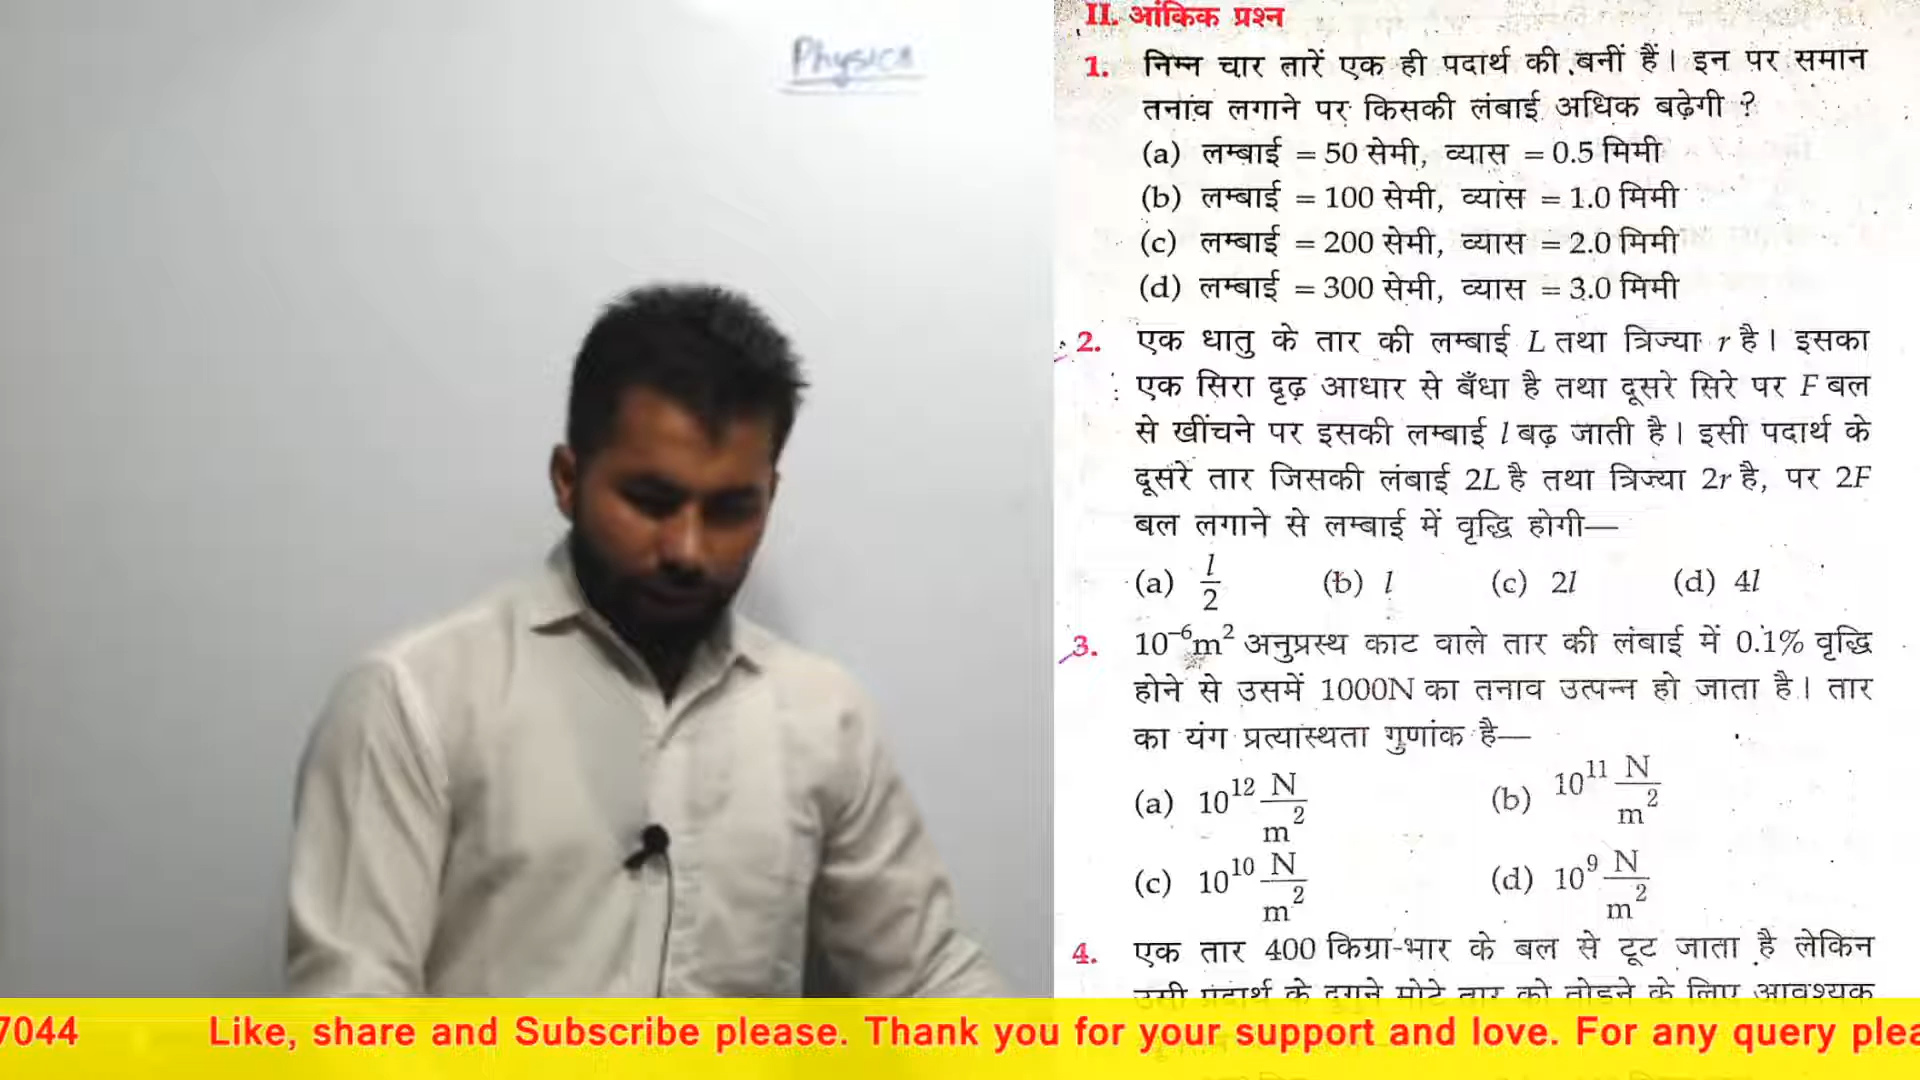 Physics
II. आंकिक प्रश्न
1. निम्न चार तारें एक ही पदार्थ की बनीं हैं। इन पर समान
तनाव लगाने पर किसकी लंबाई अधिक बढ़ेगी ?
(a) लम्बाई = 50 सेमी, व्यास = 0.5 मिमी
(b) लम्बाई = 100 सेमी, व्यास = 1.0 मिमी
(c) लम्बाई = 200 सेमी, व्यास = 2.0 मिमी
(d) लम्बाई = 300 सेमी, व्यास = 3.0 मिमी
2. एक धातु के तार की लम्बाई L तथा त्रिज्या r है। इसका
एक सिरा दृढ़ आधार से बँधा है तथा दूसरे सिरे पर F बल
से खींचने पर इसकी लम्बाई l बढ़ जाती है। इसी पदार्थ के
दूसरे तार जिसकी लंबाई 2L है तथा त्रिज्या 2r है, पर 2F
बल लगाने से लम्बाई में वृद्धि होगी—
(a) l/2 (b) l (c) 2l (d) 4l
3. 10⁻⁶m² अनुप्रस्थ काट वाले तार की लंबाई में 0.1% वृद्धि
होने से उसमें 1000N का तनाव उत्पन्न हो जाता है। तार
का यंग प्रत्यास्थता गुणांक है—
(a) 10¹² N/m² (b) 10¹¹ N/m²
(c) 10¹⁰ N/m² (d) 10⁹ N/m²
4. एक तार 400 किग्रा-भार के बल से टूट जाता है लेकिन
उसी पदार्थ के दुगुने मोटे तार को तोड़ने के लिए आवश्यक
7044 Like, share and Subscribe please. Thank you for your support and love. For any query plea